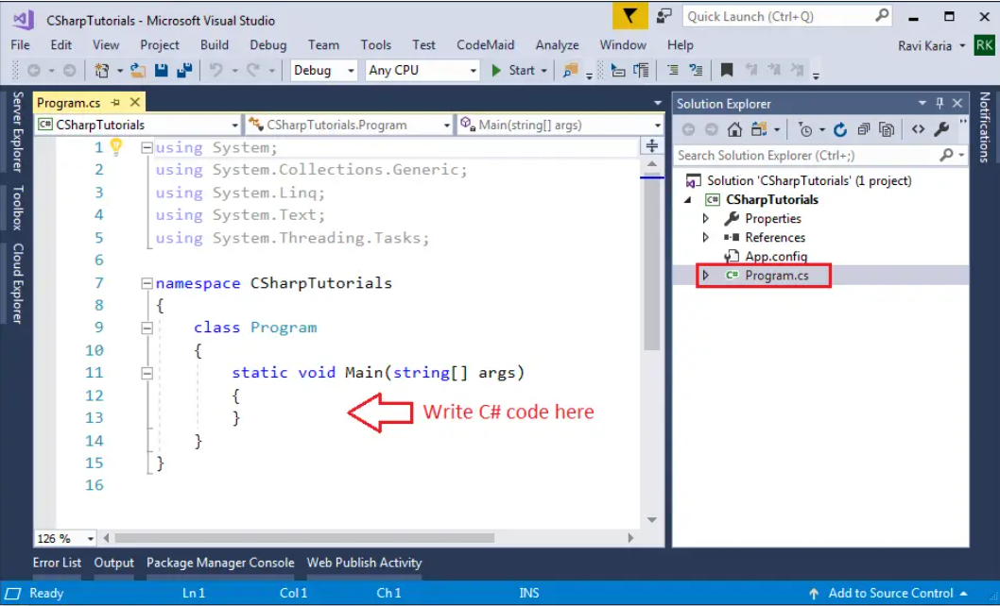 CSharpTutorials - Microsoft Visual Studio
Quick Launch (Ctrl+Q)
File Edit View Project Build Debug Team Tools Test CodeMaid Analyze Window Help Ravi Karia RK
Debug Any CPU Start
Server Explorer
Toolbox
Cloud Explorer
Program.cs
C# CSharpTutorials CSharpTutorials.Program Main(string[] args)
1 using System;
2 using System.Collections.Generic;
3 using System.Linq;
4 using System.Text;
5 using System.Threading.Tasks;
6
7 namespace CSharpTutorials
8 {
9 class Program
10 {
11 static void Main(string[] args)
12 {
13 }
14 }
15 }
16
Write C# code here
126 %
Solution Explorer
Search Solution Explorer (Ctrl+;)
Solution 'CSharpTutorials' (1 project)
C# CSharpTutorials
Properties
References
App.config
C# Program.cs
Notifications
Error List Output Package Manager Console Web Publish Activity
Ready Ln 1 Col 1 Ch 1 INS Add to Source Control